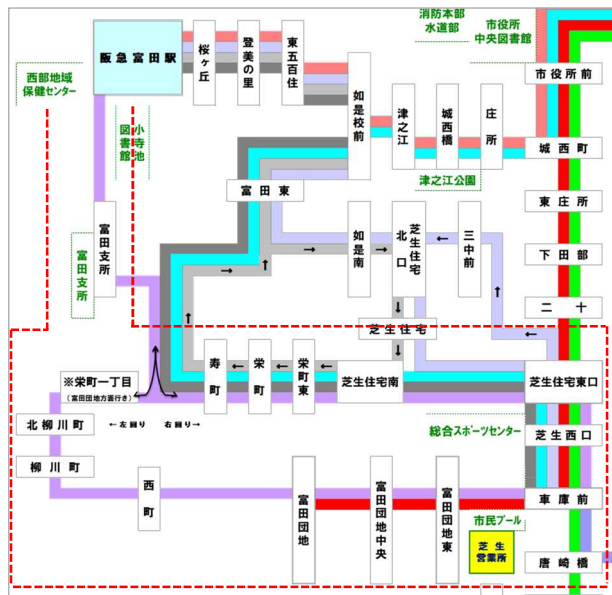 消防本部
水道部
市役所
中央図書館
西部地域
保健センター
阪急富田駅
桜ヶ丘
登美の里
東五百住
如是校前
津之江
城西橋
庄所
市役所前
城西町
小寺池
図書館
津之江公園
富田東
東庄所
富田支所
富田支所
如是南
芝生住宅
北口
三中前
下田部
二十
芝生住宅
※栄町一丁目
(富田団地方面行き)
寿町
栄町
栄町東
芝生住宅南
芝生住宅東口
北柳川町
←左回り 右回り→
総合スポーツセンター
芝生西口
柳川町
西町
富田団地
富田団地中央
富田団地東
車庫前
市民プール
芝生
営業所
唐崎橋